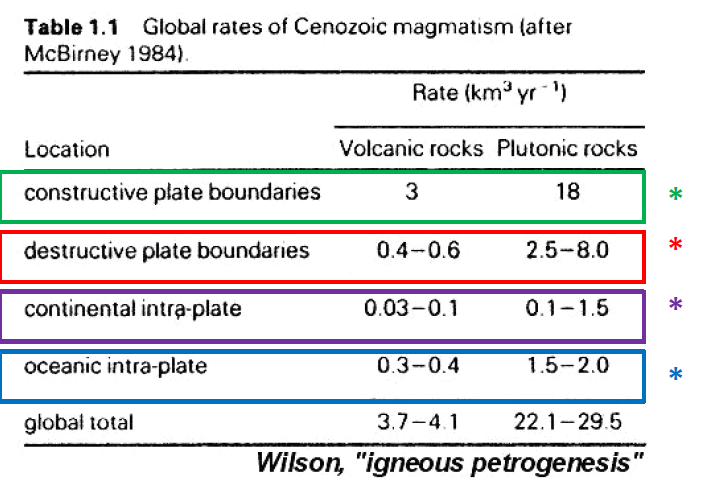 Table 1.1 Global rates of Cenozoic magmatism (after
McBirney 1984).
Rate (km³ yr⁻¹)
Location Volcanic rocks Plutonic rocks
constructive plate boundaries 3 18 *
destructive plate boundaries 0.4–0.6 2.5–8.0 *
continental intra-plate 0.03–0.1 0.1–1.5 *
oceanic intra-plate 0.3–0.4 1.5–2.0 *
global total 3.7–4.1 22.1–29.5
Wilson, "igneous petrogenesis"